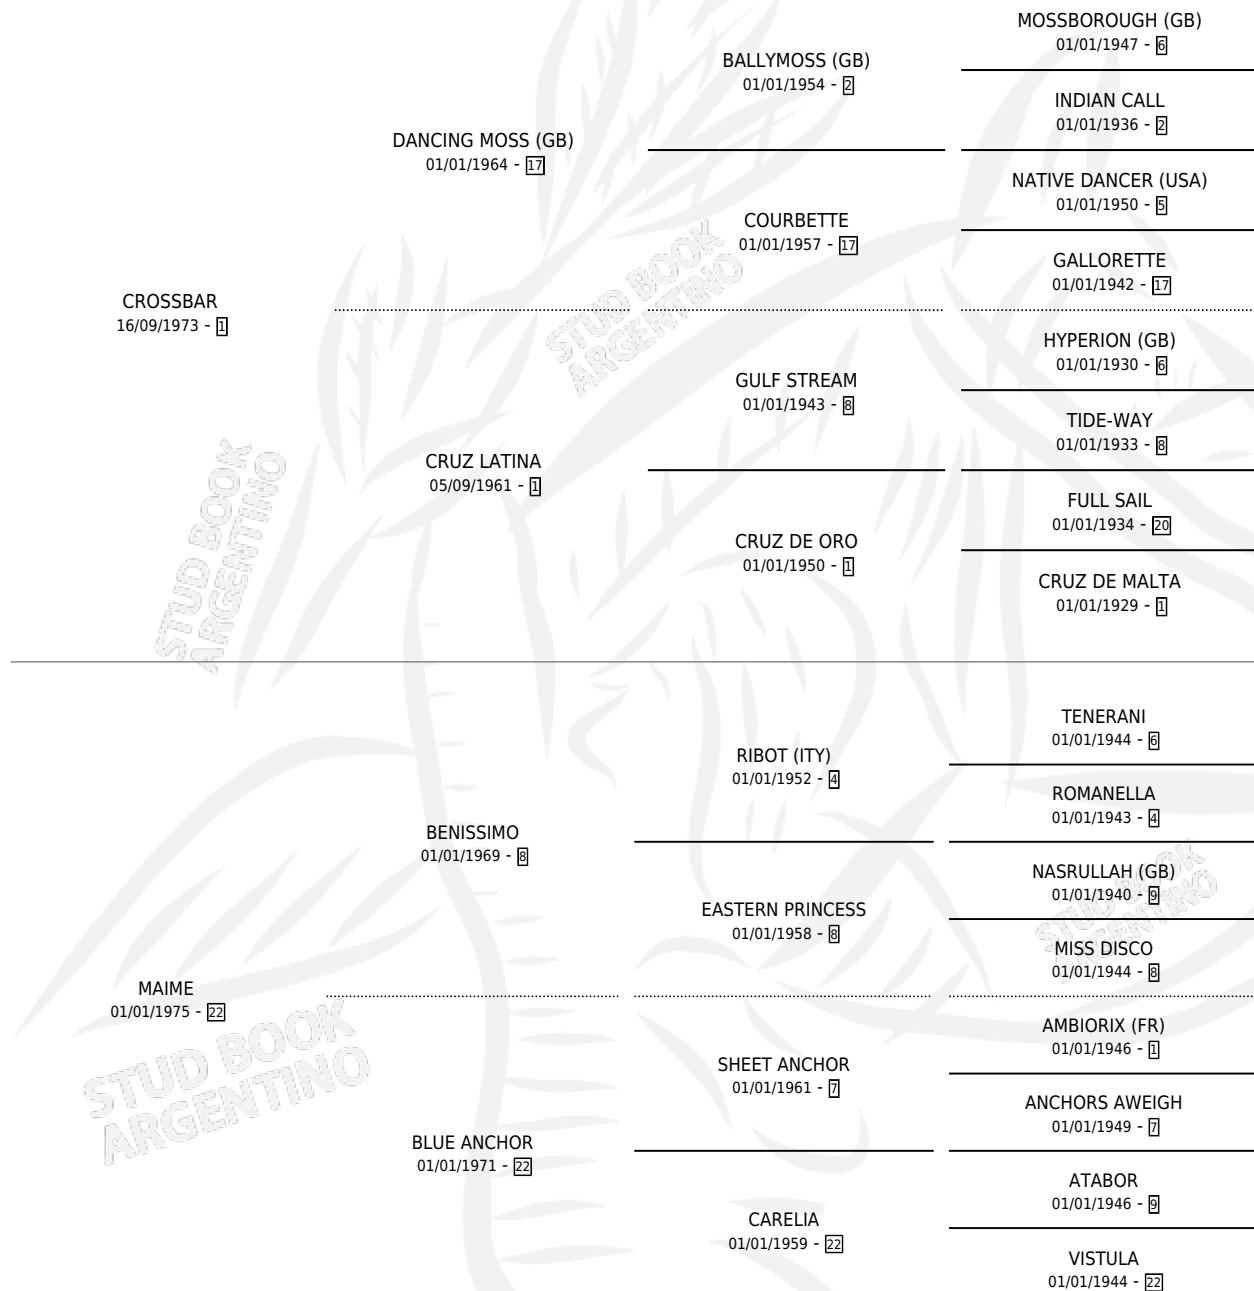 MOSSBOROUGH (GB)
01/01/1947 - 6
BALLYMOSS (GB)
01/01/1954 - 2
INDIAN CALL
01/01/1936 - 2
DANCING MOSS (GB)
01/01/1964 - 17
NATIVE DANCER (USA)
01/01/1950 - 5
COURBETTE
01/01/1957 - 17
GALLORETTE
01/01/1942 - 17
CROSSBAR
16/09/1973 - 1
HYPERION (GB)
01/01/1930 - 6
GULF STREAM
01/01/1943 - 8
TIDE-WAY
01/01/1933 - 8
CRUZ LATINA
05/09/1961 - 1
FULL SAIL
01/01/1934 - 20
CRUZ DE ORO
01/01/1950 - 1
CRUZ DE MALTA
01/01/1929 - 1
TENERANI
01/01/1944 - 6
RIBOT (ITY)
01/01/1952 - 4
ROMANELLA
01/01/1943 - 4
BENISSIMO
01/01/1969 - 8
NASRULLAH (GB)
01/01/1940 - 9
EASTERN PRINCESS
01/01/1958 - 8
MISS DISCO
01/01/1944 - 8
MAIME
01/01/1975 - 22
AMBIORIX (FR)
01/01/1946 - 1
SHEET ANCHOR
01/01/1961 - 7
ANCHORS AWEIGH
01/01/1949 - 7
BLUE ANCHOR
01/01/1971 - 22
ATABOR
01/01/1946 - 9
CARELIA
01/01/1959 - 22
VISTULA
01/01/1944 - 22
STUD BOOK
ARGENTINO
STUD BOOK
ARGENTINO
STUD BOOK
ARGENTINO
STUD BOOK
ARGENTINO